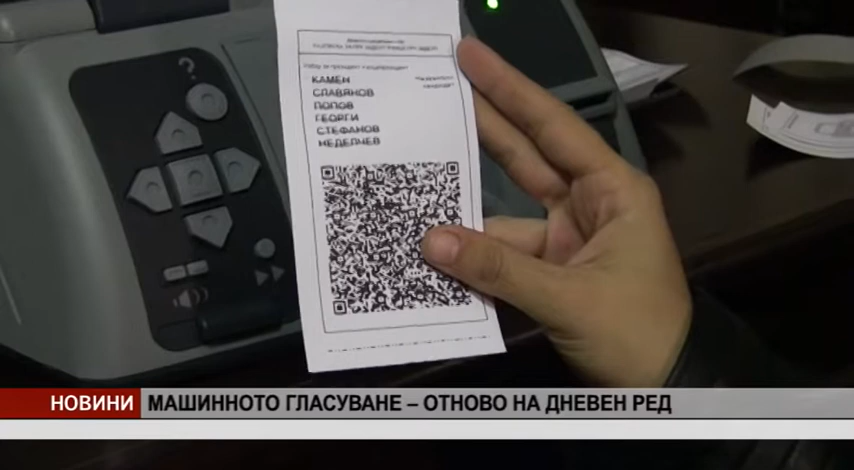 ?
КАМЕН
СЛАВЯНОВ
ПОПОВ
ГЕОРГИ
СТЕФАНОВ
НЕДЕЛЧЕВ
НОВИНИ МАШИННОТО ГЛАСУВАНЕ – ОТНОВО НА ДНЕВЕН РЕД